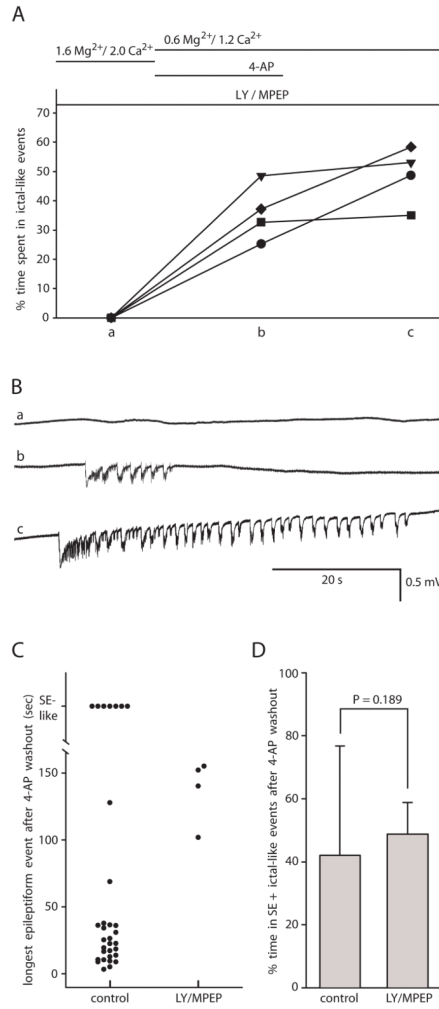 A
0.6 Mg2+/ 1.2 Ca2+
1.6 Mg2+/ 2.0 Ca2+
4-AP
LY / MPEP
% time spent in ictal-like events
70
60
50
40
30
20
10
0
a
b
c
B
a
b
c
20 s
0.5 mV
C
longest epileptiform event after 4-AP washout (sec)
SE-
like
150
100
50
0
control
LY/MPEP
D
% time in SE + ictal-like events after 4-AP washout
100
80
60
40
20
0
P = 0.189
control
LY/MPEP